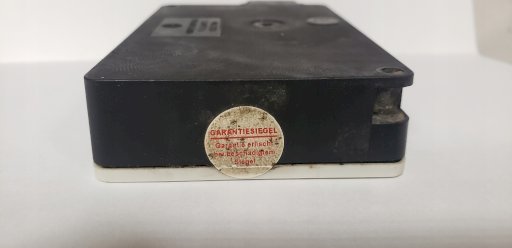 GARANTIESIEGEL
Garantie erlischt
bei beschädigtem
Siegel